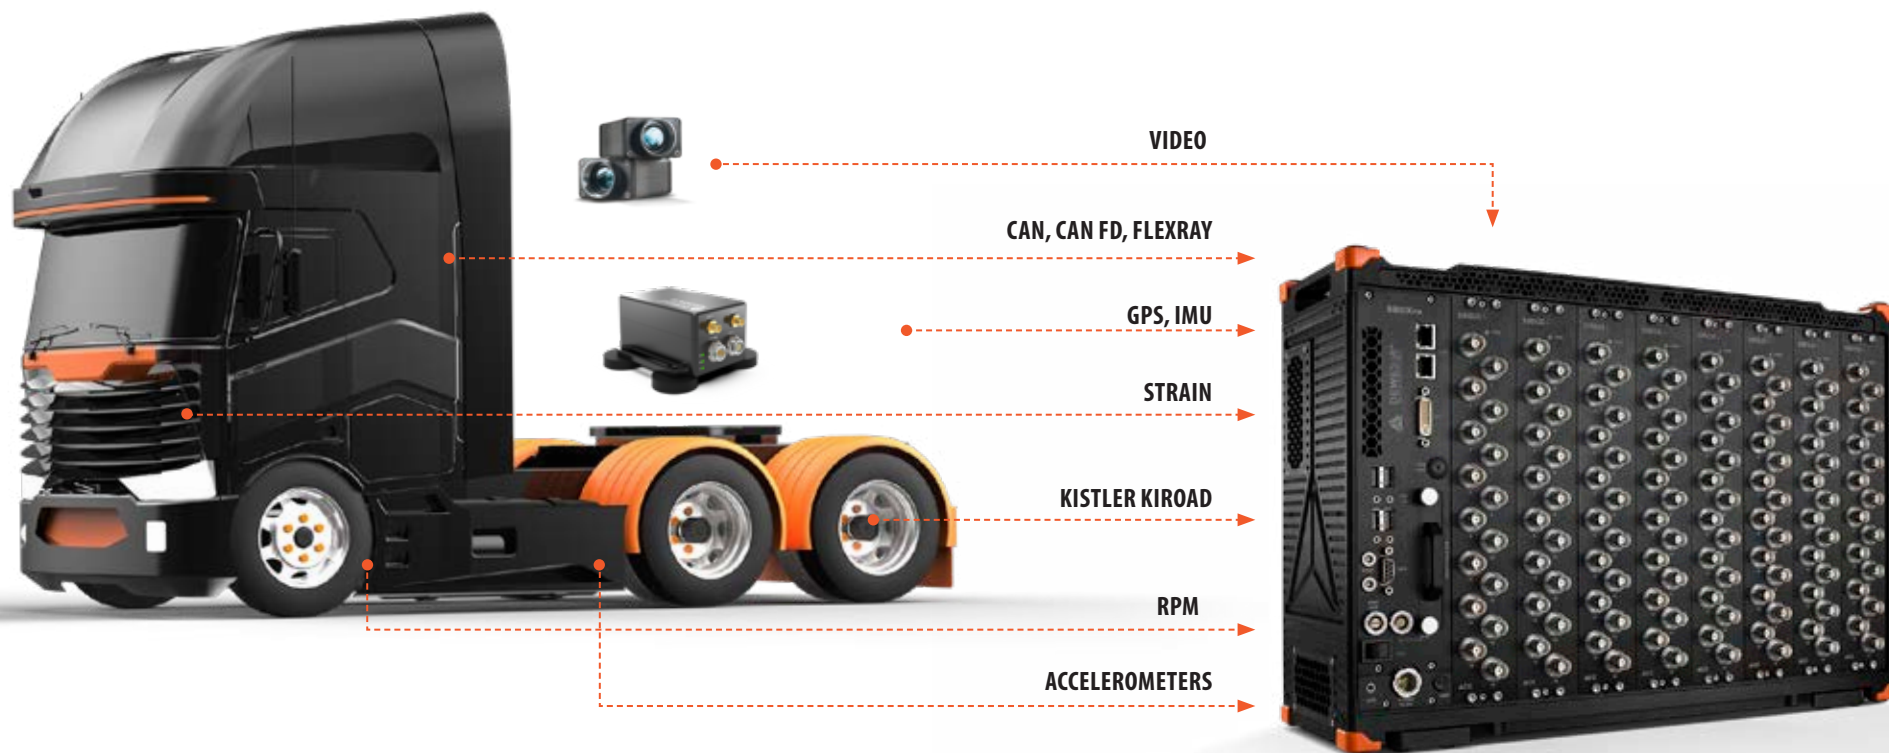 VIDEO
CAN, CAN FD, FLEXRAY
GPS, IMU
STRAIN
KISTLER KIROAD
RPM
ACCELEROMETERS